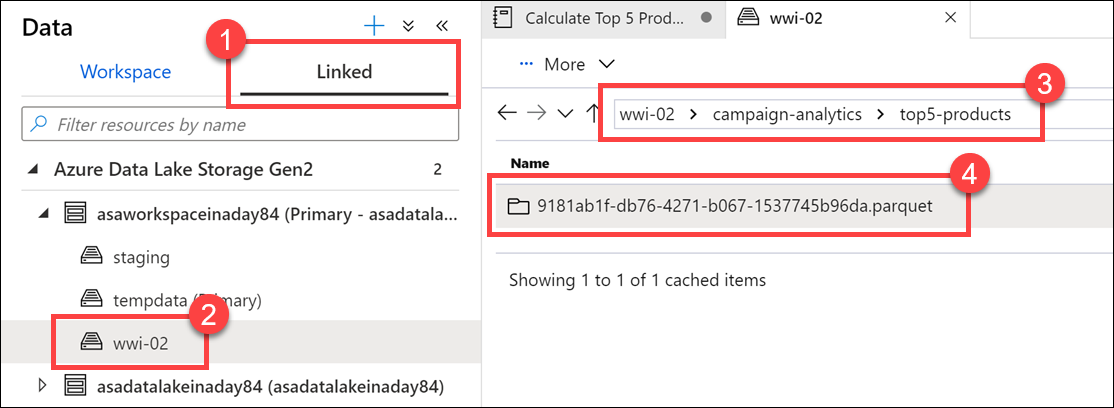 Data
1
Workspace
Linked
Filter resources by name
Azure Data Lake Storage Gen2 2
asaworkspaceinaday84 (Primary - asadatala...
staging
tempdata (Primary)
2
wwi-02
asadatalakeinaday84 (asadatalakeinaday84)
Calculate Top 5 Prod...
wwi-02
··· More
3
wwi-02 > campaign-analytics > top5-products
Name
4
9181ab1f-db76-4271-b067-1537745b96da.parquet
Showing 1 to 1 of 1 cached items